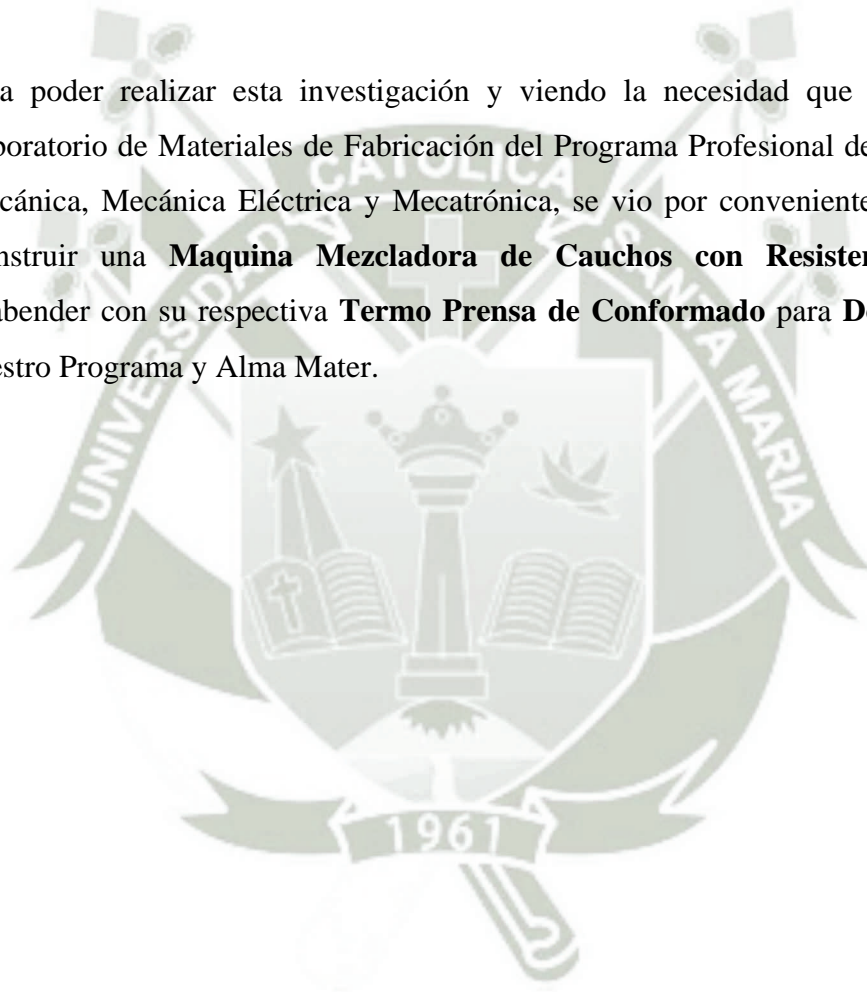 a poder realizar esta investigación y viendo la necesidad que
boratorio de Materiales de Fabricación del Programa Profesional de
cánica, Mecánica Eléctrica y Mecatrónica, se vio por conveniente
nstruir una Maquina Mezcladora de Cauchos con Resisten
abender con su respectiva Termo Prensa de Conformado para D
estro Programa y Alma Mater.
UNIVERSIDAD CATOLICA SANTA MARIA
1961